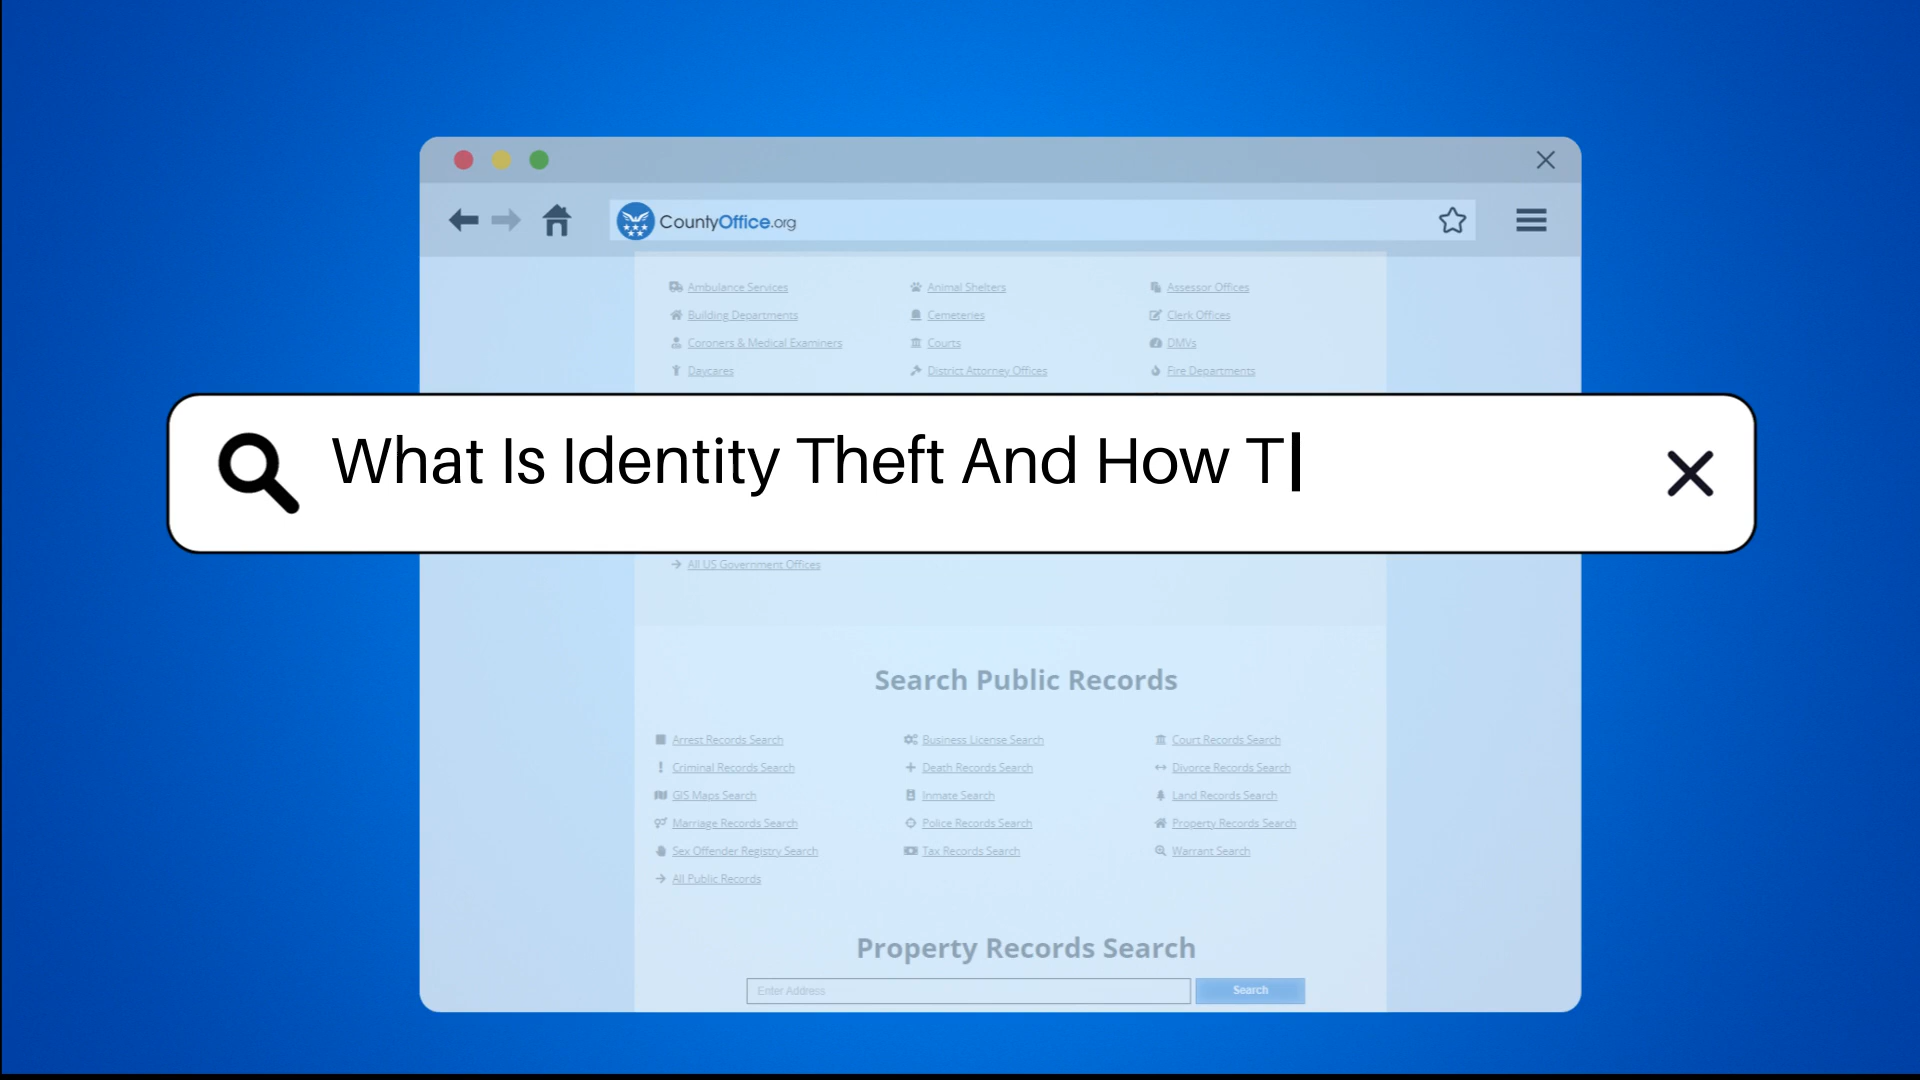 CountyOffice.org
Ambulance Services Animal Shelters Assessor Offices
Building Departments Cemeteries Clerk Offices
Coroners & Medical Examiners Courts DMVs
Daycares District Attorney Offices Fire Departments
What Is Identity Theft And How T
All US Government Offices
Search Public Records
Arrest Records Search Business License Search Court Records Search
Criminal Records Search Death Records Search Divorce Records Search
GIS Maps Search Inmate Search Land Records Search
Marriage Records Search Police Records Search Property Records Search
Sex Offender Registry Search Tax Records Search Warrant Search
All Public Records
Property Records Search
Enter Address Search